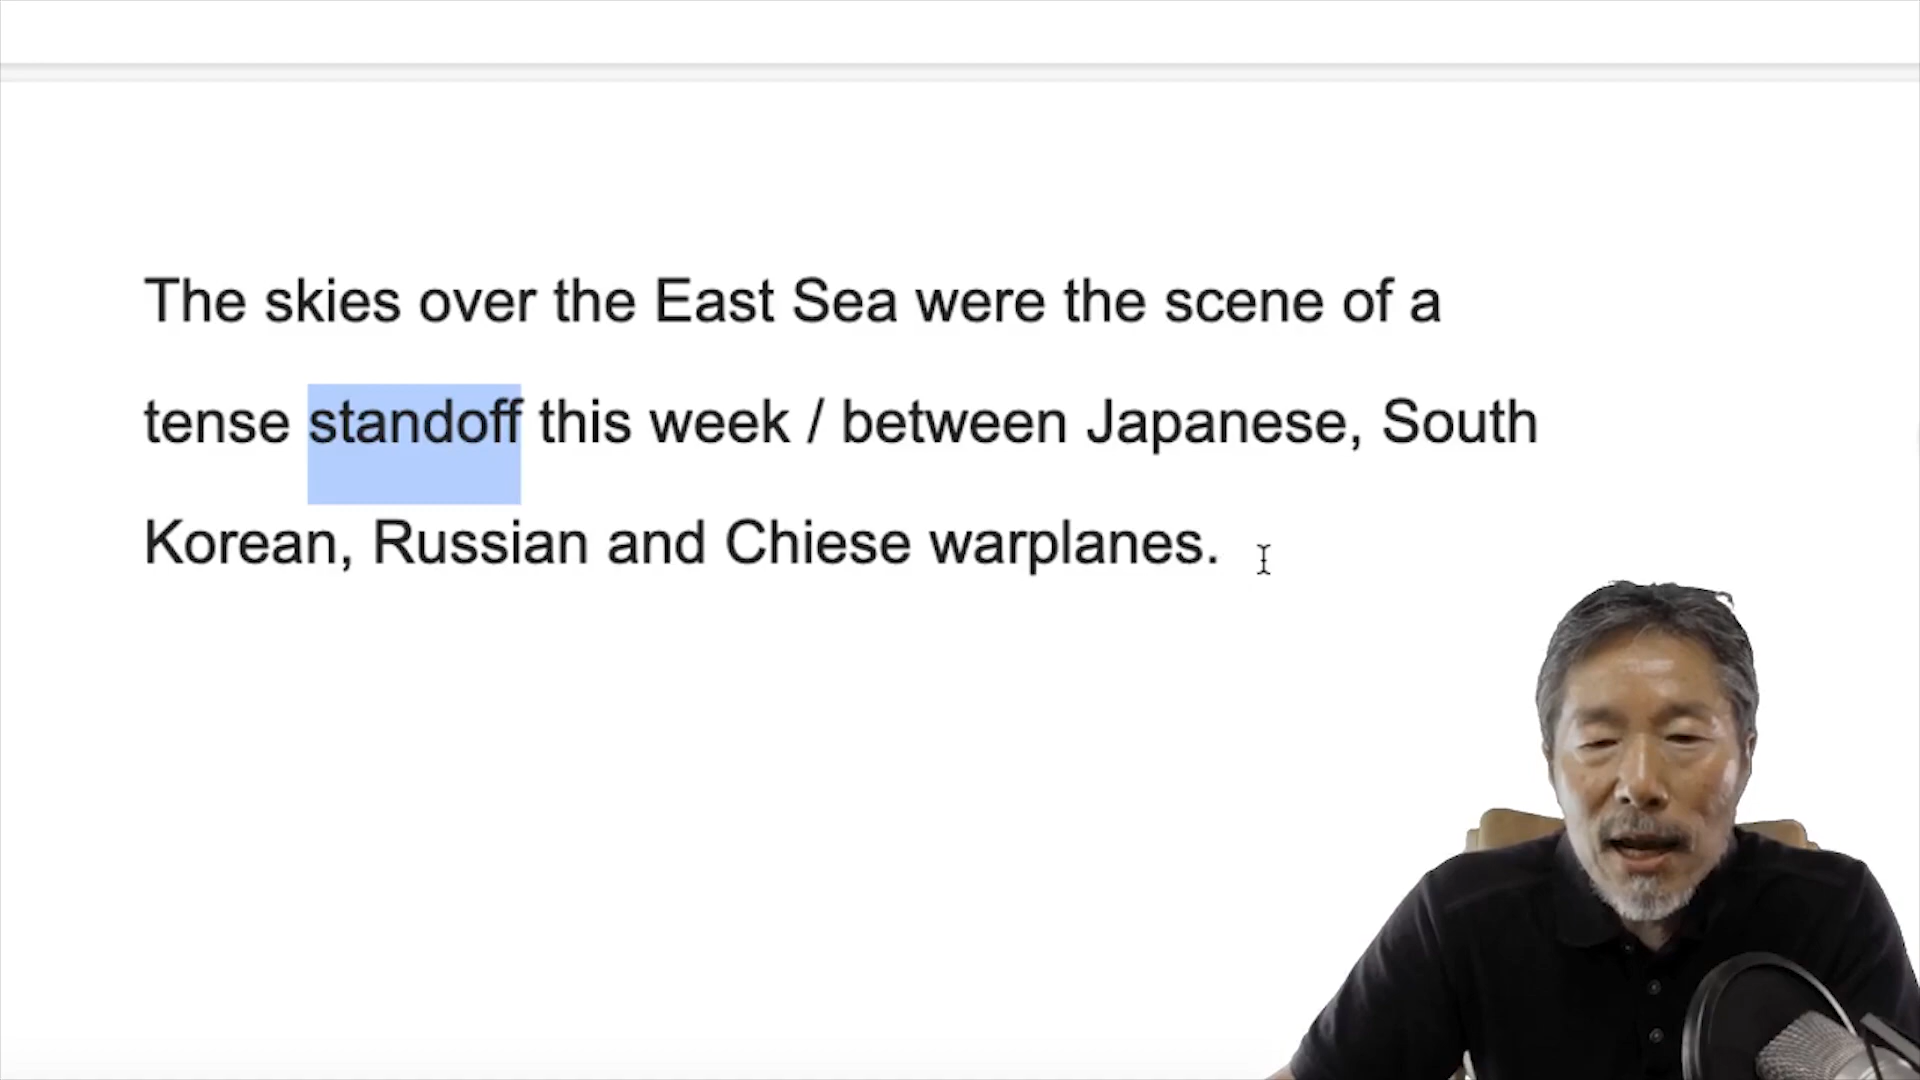 The skies over the East Sea were the scene of a
tense standoff this week / between Japanese, South
Korean, Russian and Chiese warplanes.